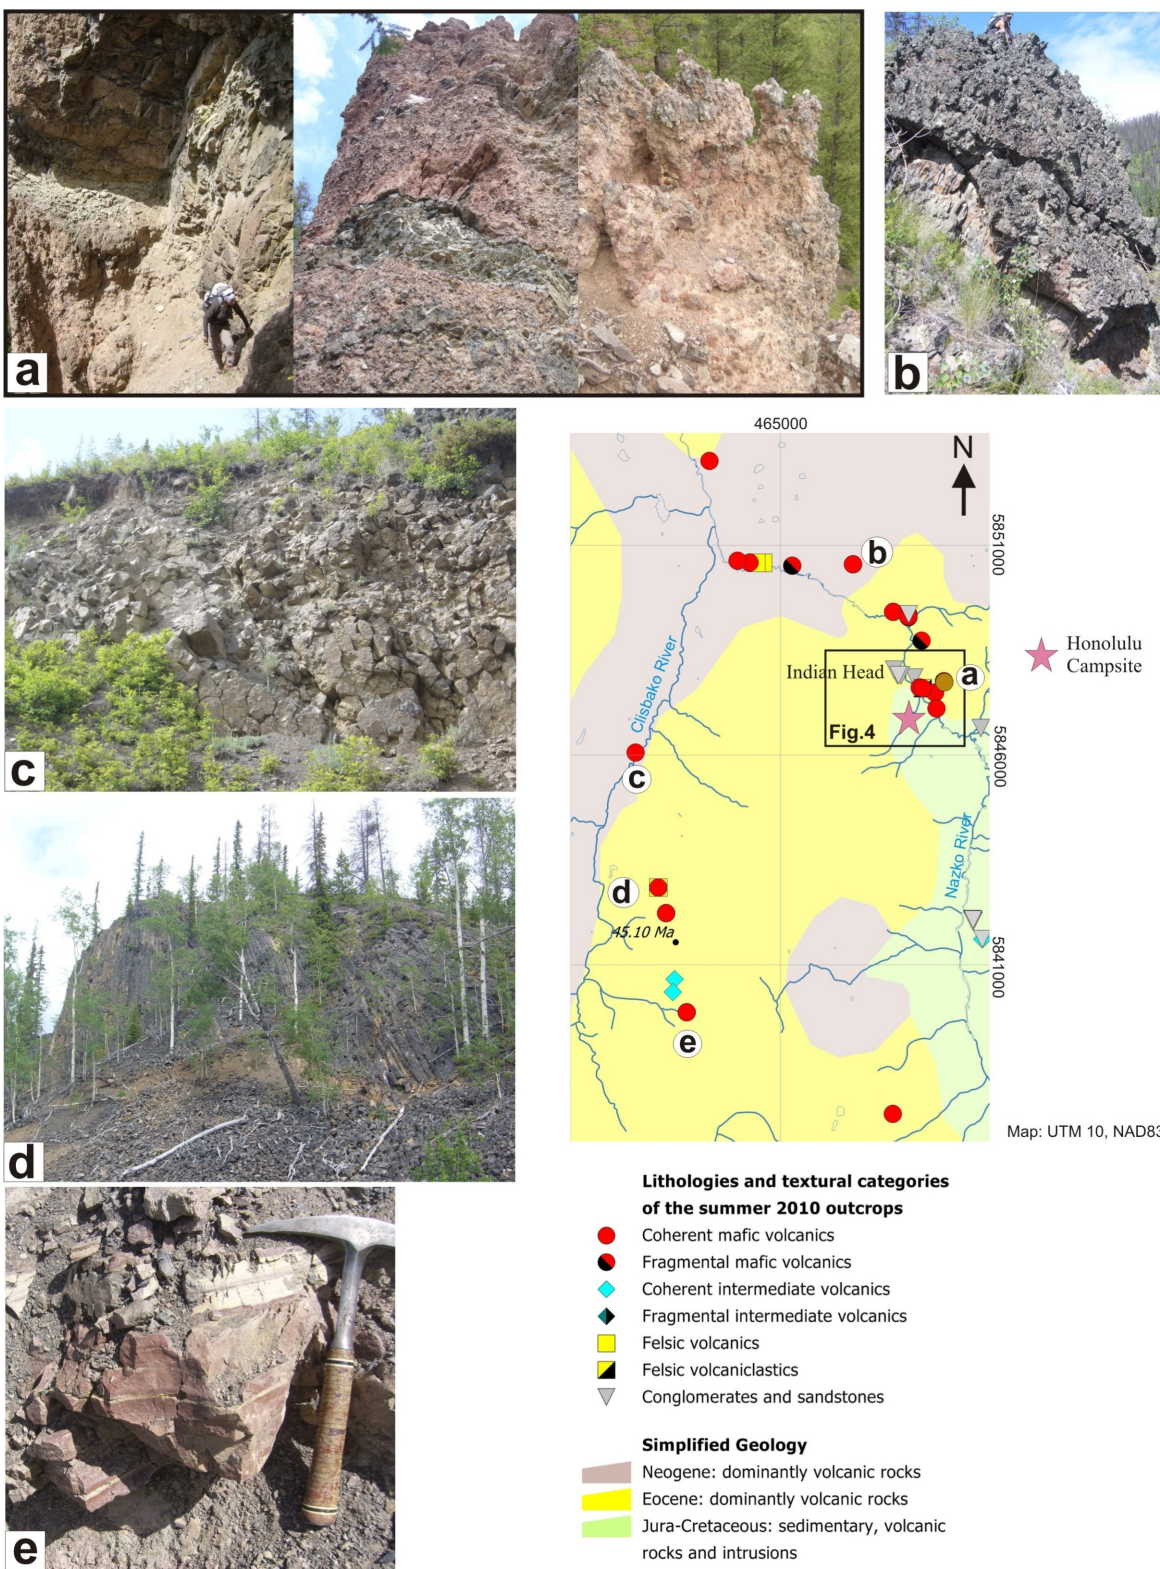 a
b
c
d
e
465000
N
5851000
b
Clisbako River
Indian Head
a
Honolulu
Campsite
Fig.4
5846000
c
Nazko River
d
45.10 Ma
5841000
e
Map: UTM 10, NAD83
Lithologies and textural categories
of the summer 2010 outcrops
Coherent mafic volcanics
Fragmental mafic volcanics
Coherent intermediate volcanics
Fragmental intermediate volcanics
Felsic volcanics
Felsic volcaniclastics
Conglomerates and sandstones
Simplified Geology
Neogene: dominantly volcanic rocks
Eocene: dominantly volcanic rocks
Jura-Cretaceous: sedimentary, volcanic
rocks and intrusions